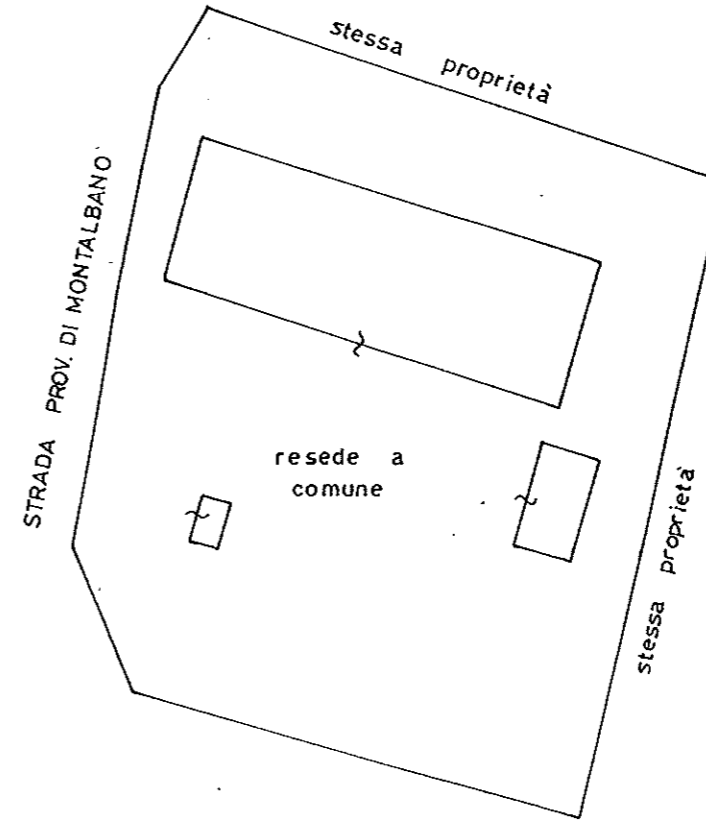 stessa proprietà
STRADA PROV. DI MONTALBANO
resede a
comune
stessa proprietà